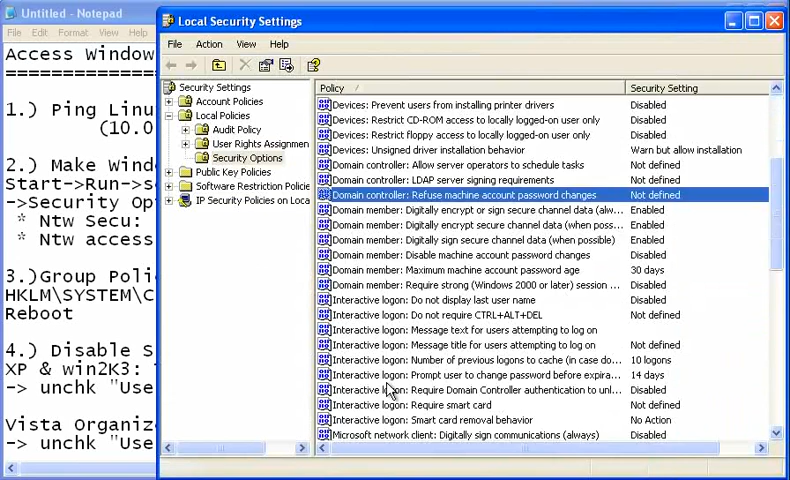 Untitled - Notepad
File Edit Format View Help
Access Window
====================
1.) Ping Linu
(10.0
2.) Make Wind
Start->Run->se
->Security Op
* Ntw Secu:
* Ntw access
3.)Group Poli
HKLM\SYSTEM\C
Reboot
4.) Disable S
XP & win2K3:
-> unchk "Use
Vista Organiz
-> unchk "Use
Local Security Settings
File Action View Help
Security Settings
Account Policies
Local Policies
Audit Policy
User Rights Assignmen
Security Options
Public Key Policies
Software Restriction Policie
IP Security Policies on Loca
Policy Security Setting
Devices: Prevent users from installing printer drivers Disabled
Devices: Restrict CD-ROM access to locally logged-on user only Disabled
Devices: Restrict floppy access to locally logged-on user only Disabled
Devices: Unsigned driver installation behavior Warn but allow installation
Domain controller: Allow server operators to schedule tasks Not defined
Domain controller: LDAP server signing requirements Not defined
Domain controller: Refuse machine account password changes Not defined
Domain member: Digitally encrypt or sign secure channel data (alw... Enabled
Domain member: Digitally encrypt secure channel data (when poss... Enabled
Domain member: Digitally sign secure channel data (when possible) Enabled
Domain member: Disable machine account password changes Disabled
Domain member: Maximum machine account password age 30 days
Domain member: Require strong (Windows 2000 or later) session ... Disabled
Interactive logon: Do not display last user name Disabled
Interactive logon: Do not require CTRL+ALT+DEL Not defined
Interactive logon: Message text for users attempting to log on
Interactive logon: Message title for users attempting to log on Not defined
Interactive logon: Number of previous logons to cache (in case do... 10 logons
Interactive logon: Prompt user to change password before expira... 14 days
Interactive logon: Require Domain Controller authentication to unl... Disabled
Interactive logon: Require smart card Not defined
Interactive logon: Smart card removal behavior No Action
Microsoft network client: Digitally sign communications (always) Disabled